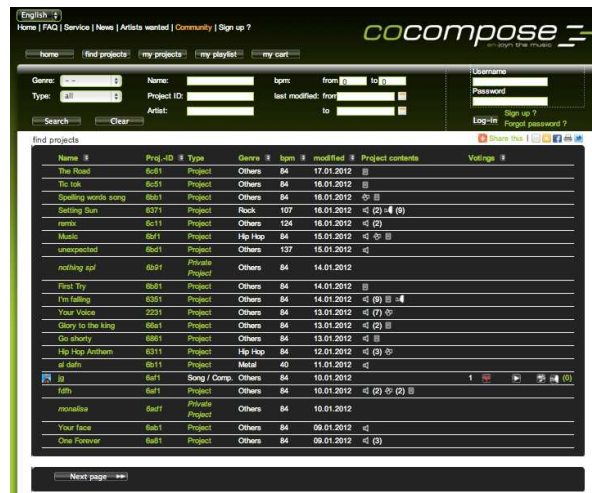 English
Home | FAQ | Service | News | Artists wanted | Community | Sign up ?
cocompose
en-joyn the music
home find projects my projects my playlist my cart
Username
Genre: -- Name: bpm: from 0 to 0
Password
Type: all Project ID: last modified: from
Artist: to
Search Clear Log-in Sign up ?
Forgot password ?
find projects Share this |
Name Proj.-ID Type Genre bpm modified Project contents Votings
The Road 6c61 Project Others 84 17.01.2012
Tic tok 6c51 Project Others 84 16.01.2012
Spelling words song 6bb1 Project Others 84 16.01.2012
Setting Sun 6371 Project Rock 107 16.01.2012 (2) (9)
remix 6c11 Project Others 124 16.01.2012 (2)
Music 6bf1 Project Hip Hop 84 15.01.2012
unexpected 6bd1 Project Others 137 15.01.2012
nothing spl 6b91 Private Project Others 84 14.01.2012
First Try 6b81 Project Others 84 14.01.2012
I'm falling 6351 Project Others 84 14.01.2012 (9)
Your Voice 2231 Project Others 84 13.01.2012 (7)
Glory to the king 66a1 Project Others 84 13.01.2012 (2)
Go shorty 6861 Project Others 84 13.01.2012
Hip Hop Anthem 6311 Project Hip Hop 84 12.01.2012 (3)
al dafn 6b11 Project Metal 40 11.01.2012
jg 6af1 Song / Comp. Others 84 10.01.2012 1 (0)
fdfh 6af1 Project Others 84 10.01.2012 (2) (2)
monalisa 6ad1 Private Project Others 84 10.01.2012
Your face 6ab1 Project Others 84 09.01.2012
One Forever 6a81 Project Others 84 09.01.2012 (3)
Next page